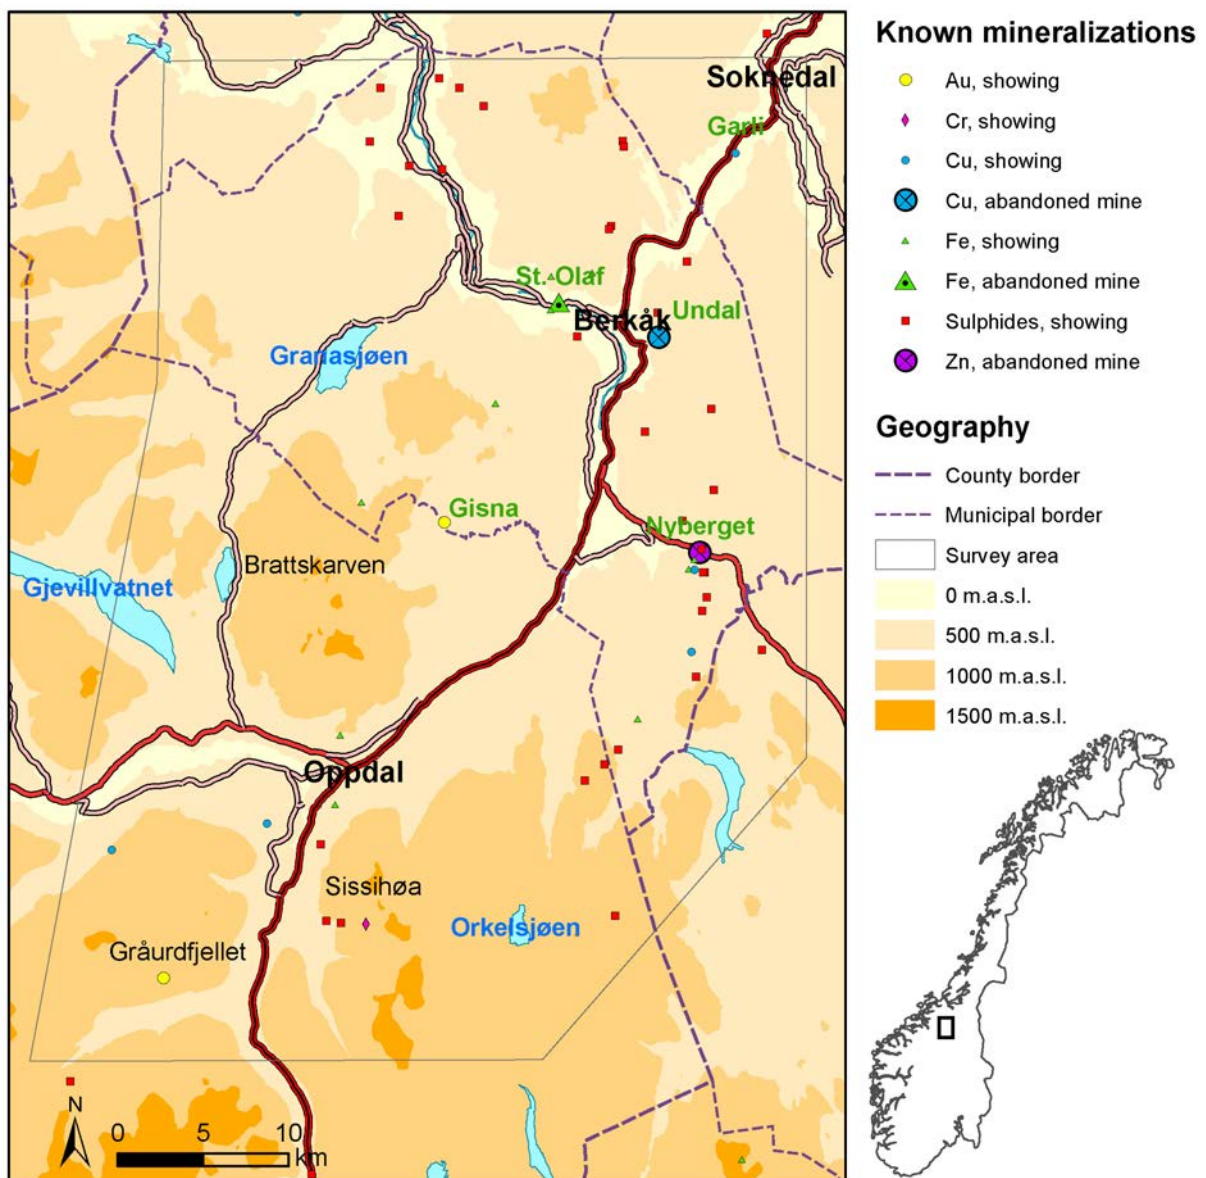 Soknedal
Garli
St. Olaf
Undal
Berkåk
Granasjøen
Gisna
Nyberget
Brattskarven
Gjevillvatnet
Oppdal
Sissihøa
Orkelsjøen
Gråurdfjellet
N
0 5 10
km
Known mineralizations
Au, showing
Cr, showing
Cu, showing
Cu, abandoned mine
Fe, showing
Fe, abandoned mine
Sulphides, showing
Zn, abandoned mine
Geography
County border
Municipal border
Survey area
0 m.a.s.l.
500 m.a.s.l.
1000 m.a.s.l.
1500 m.a.s.l.